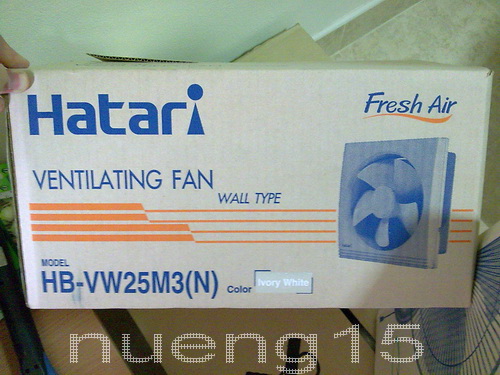 Hatari
Fresh Air
VENTILATING FAN
WALL TYPE
MODEL
HB-VW25M3(N)
Color Ivory White
nueng15